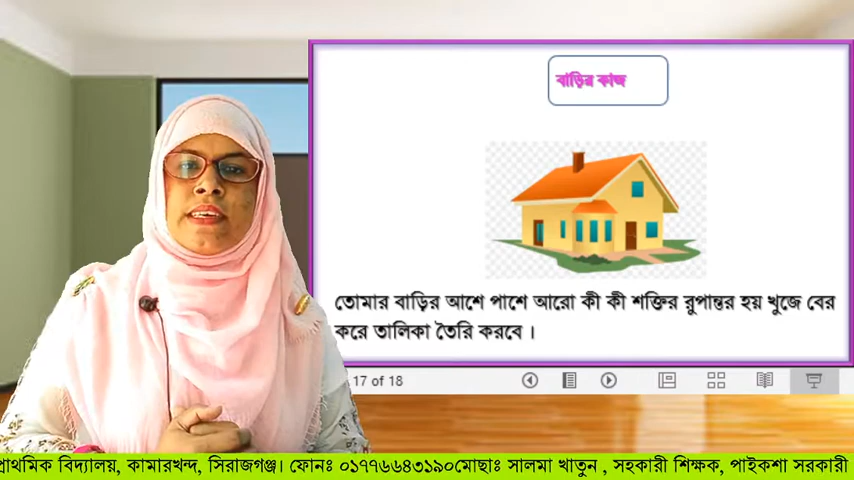 বাড়ির কাজ
তোমার বাড়ির আশে পাশে আরো কী কী শক্তির রুপান্তর হয় খুজে বের
করে তালিকা তৈরি করবে ।
17 of 18
প্রাথমিক বিদ্যালয়, কামারখন্দ, সিরাজগঞ্জ। ফোনঃ ০১৭৭৬৬৪৩১৯০মোছাঃ সালমা খাতুন , সহকারী শিক্ষক, পাইকশা সরকারী